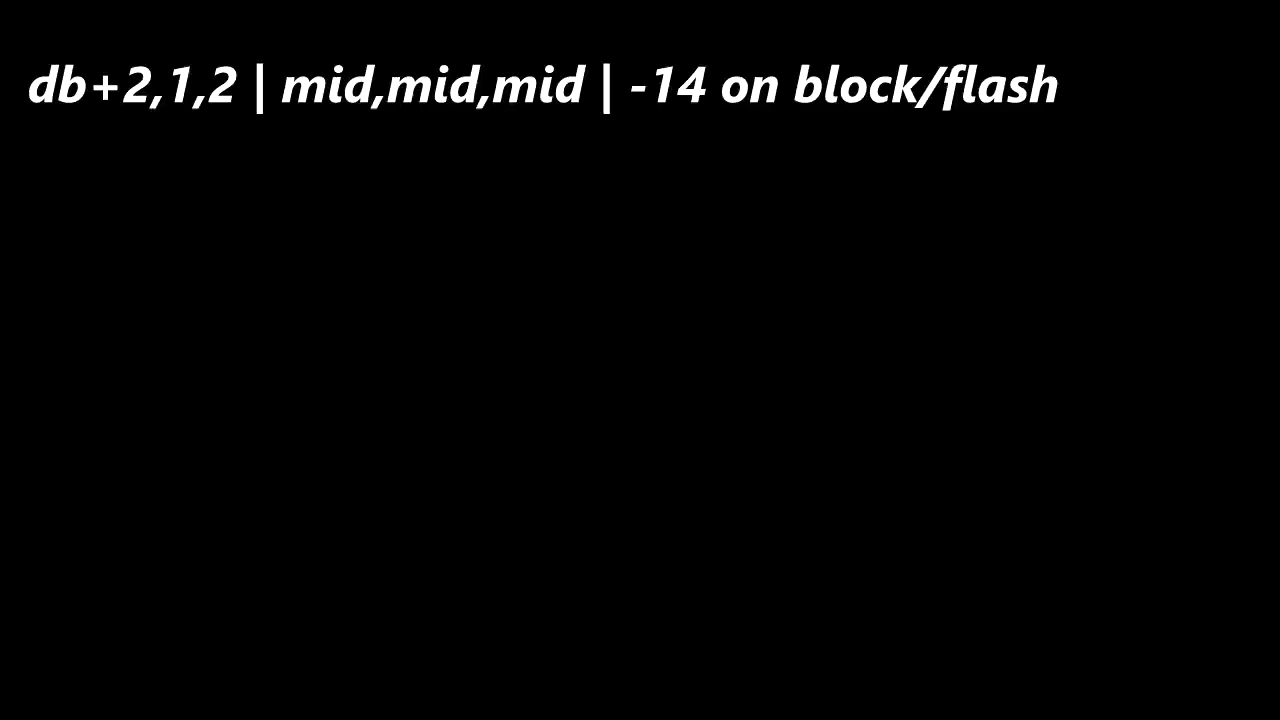 db+2,1,2 | mid,mid,mid | -14 on block/flash